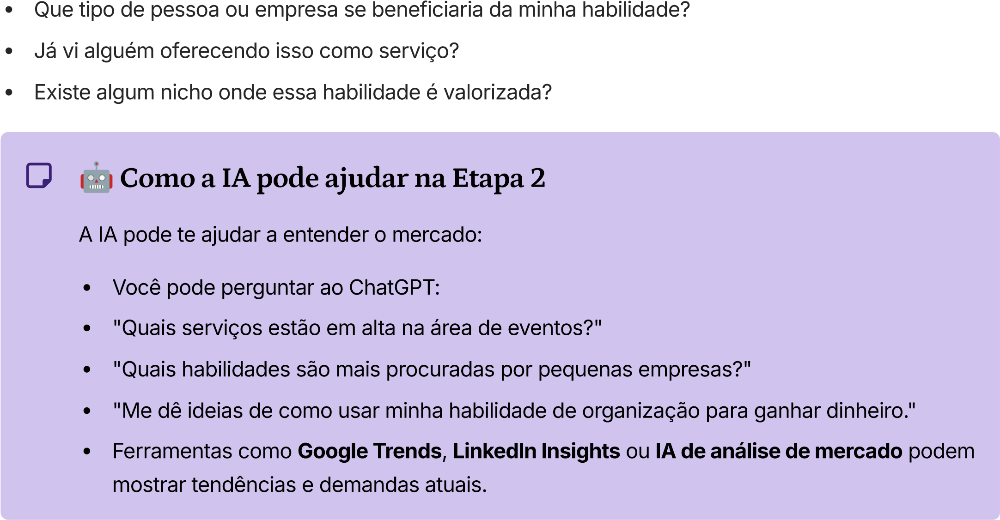 • Que tipo de pessoa ou empresa se beneficiaria da minha habilidade?
• Já vi alguém oferecendo isso como serviço?
• Existe algum nicho onde essa habilidade é valorizada?
🤖 Como a IA pode ajudar na Etapa 2
A IA pode te ajudar a entender o mercado:
• Você pode perguntar ao ChatGPT:
• "Quais serviços estão em alta na área de eventos?"
• "Quais habilidades são mais procuradas por pequenas empresas?"
• "Me dê ideias de como usar minha habilidade de organização para ganhar dinheiro."
• Ferramentas como Google Trends, LinkedIn Insights ou IA de análise de mercado podem
mostrar tendências e demandas atuais.